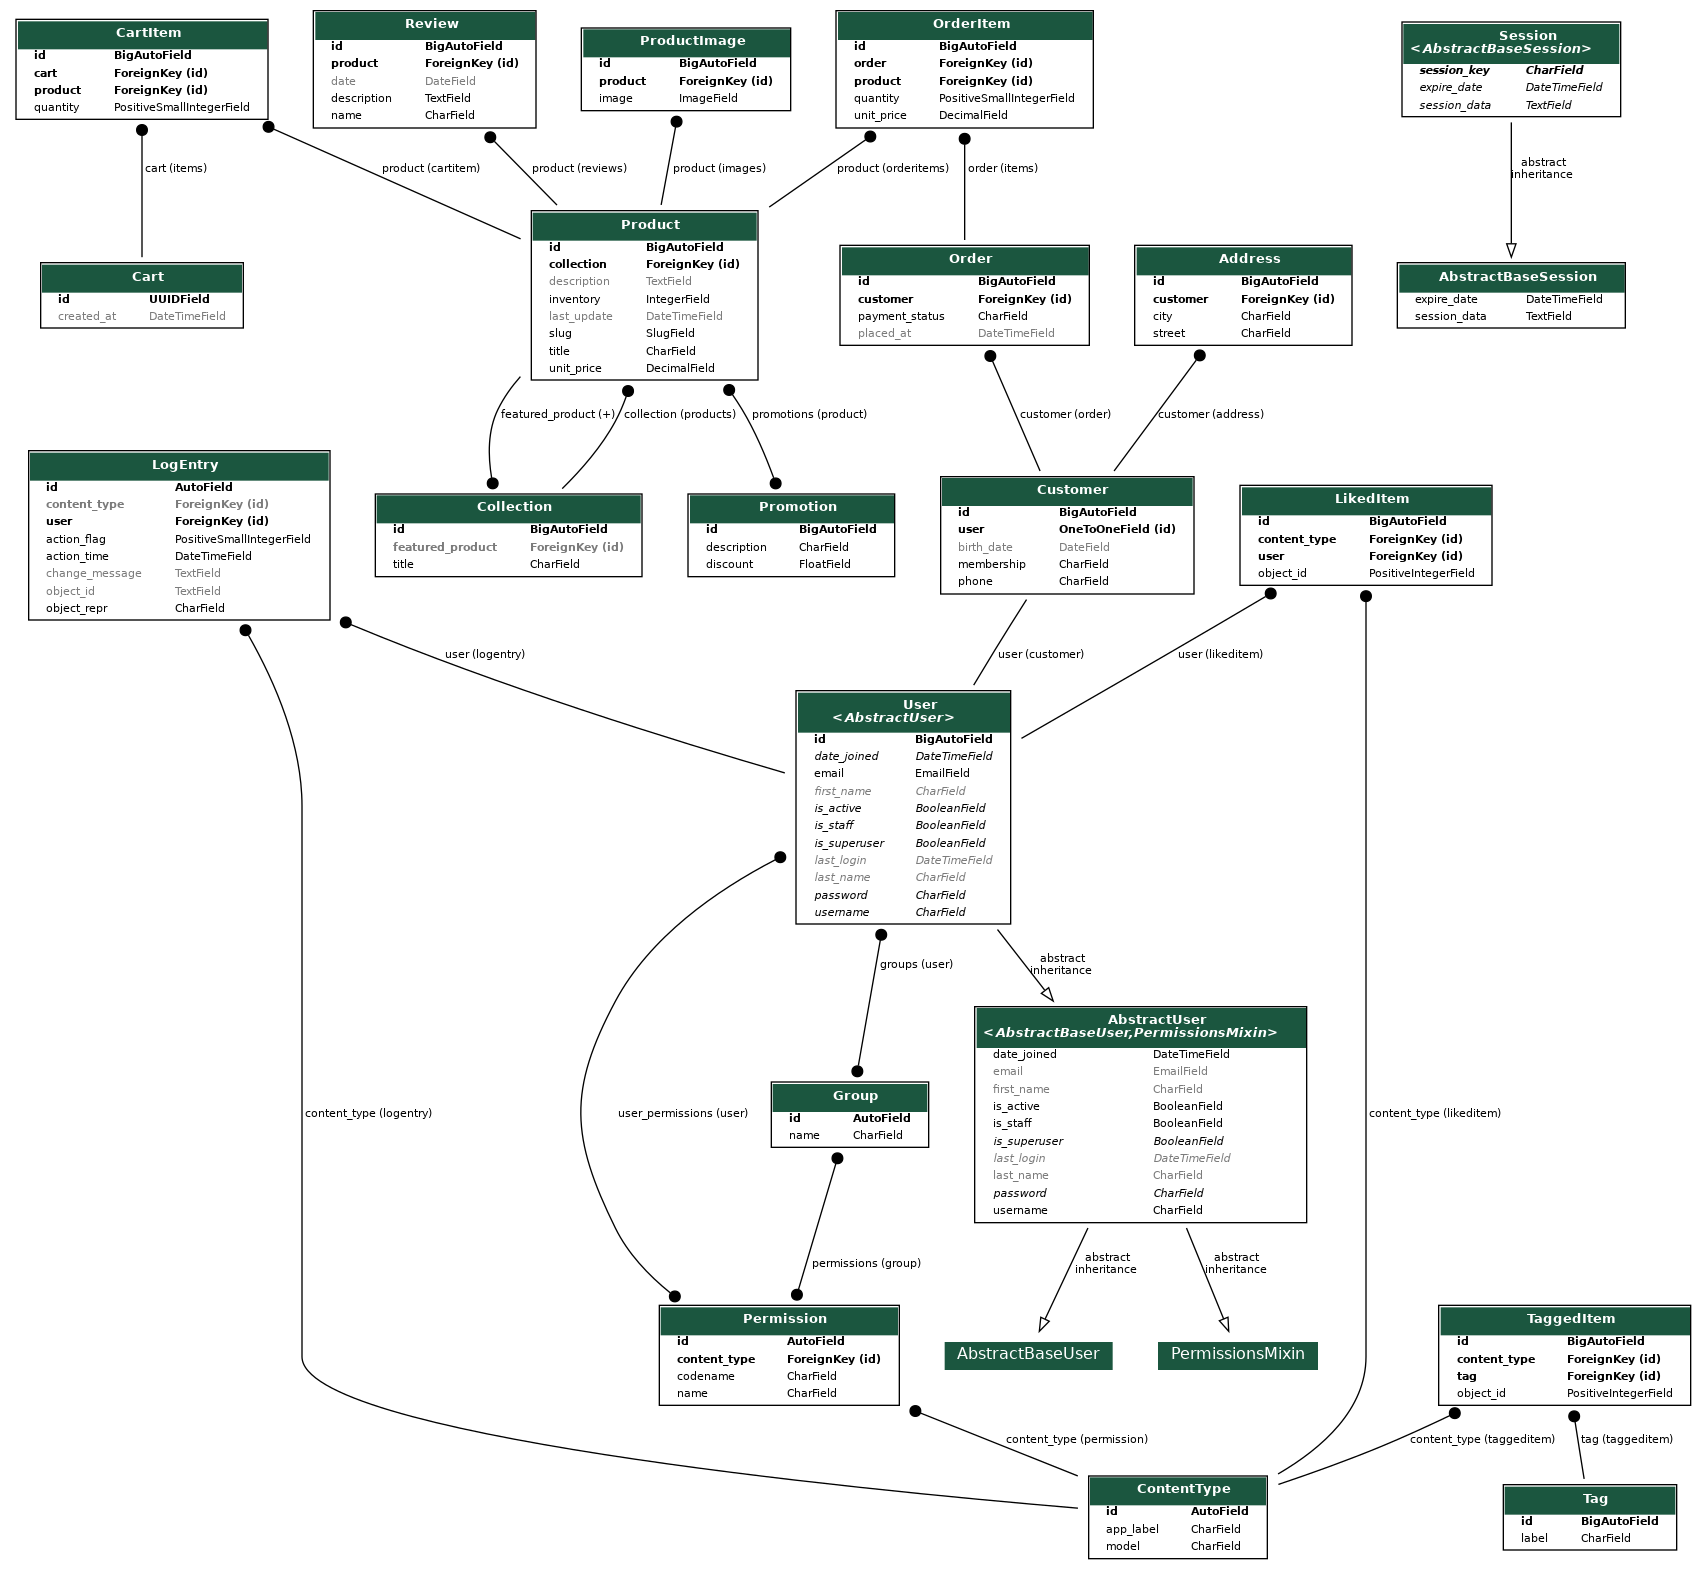 CartItem
id BigAutoField
cart ForeignKey (id)
product ForeignKey (id)
quantity PositiveSmallIntegerField
Review
id BigAutoField
product ForeignKey (id)
date DateField
description TextField
name CharField
ProductImage
id BigAutoField
product ForeignKey (id)
image ImageField
OrderItem
id BigAutoField
order ForeignKey (id)
product ForeignKey (id)
quantity PositiveSmallIntegerField
unit_price DecimalField
Session
<AbstractBaseSession>
session_key CharField
expire_date DateTimeField
session_data TextField
cart (items)
product (cartitem)
product (reviews)
product (images)
product (orderitems)
order (items)
abstract
inheritance
Cart
id UUIDField
created_at DateTimeField
Product
id BigAutoField
collection ForeignKey (id)
description TextField
inventory IntegerField
last_update DateTimeField
slug SlugField
title CharField
unit_price DecimalField
Order
id BigAutoField
customer ForeignKey (id)
payment_status CharField
placed_at DateTimeField
Address
id BigAutoField
customer ForeignKey (id)
city CharField
street CharField
AbstractBaseSession
expire_date DateTimeField
session_data TextField
featured_product (+)
collection (products)
promotions (product)
customer (order)
customer (address)
LogEntry
id AutoField
content_type ForeignKey (id)
user ForeignKey (id)
action_flag PositiveSmallIntegerField
action_time DateTimeField
change_message TextField
object_id TextField
object_repr CharField
Collection
id BigAutoField
featured_product ForeignKey (id)
title CharField
Promotion
id BigAutoField
description CharField
discount FloatField
Customer
id BigAutoField
user OneToOneField (id)
birth_date DateField
membership CharField
phone CharField
LikedItem
id BigAutoField
content_type ForeignKey (id)
user ForeignKey (id)
object_id PositiveIntegerField
user (logentry)
user (customer)
user (likeditem)
User
<AbstractUser>
id BigAutoField
date_joined DateTimeField
email EmailField
first_name CharField
is_active BooleanField
is_staff BooleanField
is_superuser BooleanField
last_login DateTimeField
last_name CharField
password CharField
username CharField
groups (user)
abstract
inheritance
AbstractUser
<AbstractBaseUser,PermissionsMixin>
date_joined DateTimeField
email EmailField
first_name CharField
is_active BooleanField
is_staff BooleanField
is_superuser BooleanField
last_login DateTimeField
last_name CharField
password CharField
username CharField
Group
id AutoField
name CharField
content_type (logentry)
user_permissions (user)
content_type (likeditem)
permissions (group)
abstract
inheritance
abstract
inheritance
Permission
id AutoField
content_type ForeignKey (id)
codename CharField
name CharField
AbstractBaseUser
PermissionsMixin
TaggedItem
id BigAutoField
content_type ForeignKey (id)
tag ForeignKey (id)
object_id PositiveIntegerField
content_type (permission)
content_type (taggeditem)
tag (taggeditem)
ContentType
id AutoField
app_label CharField
model CharField
Tag
id BigAutoField
label CharField